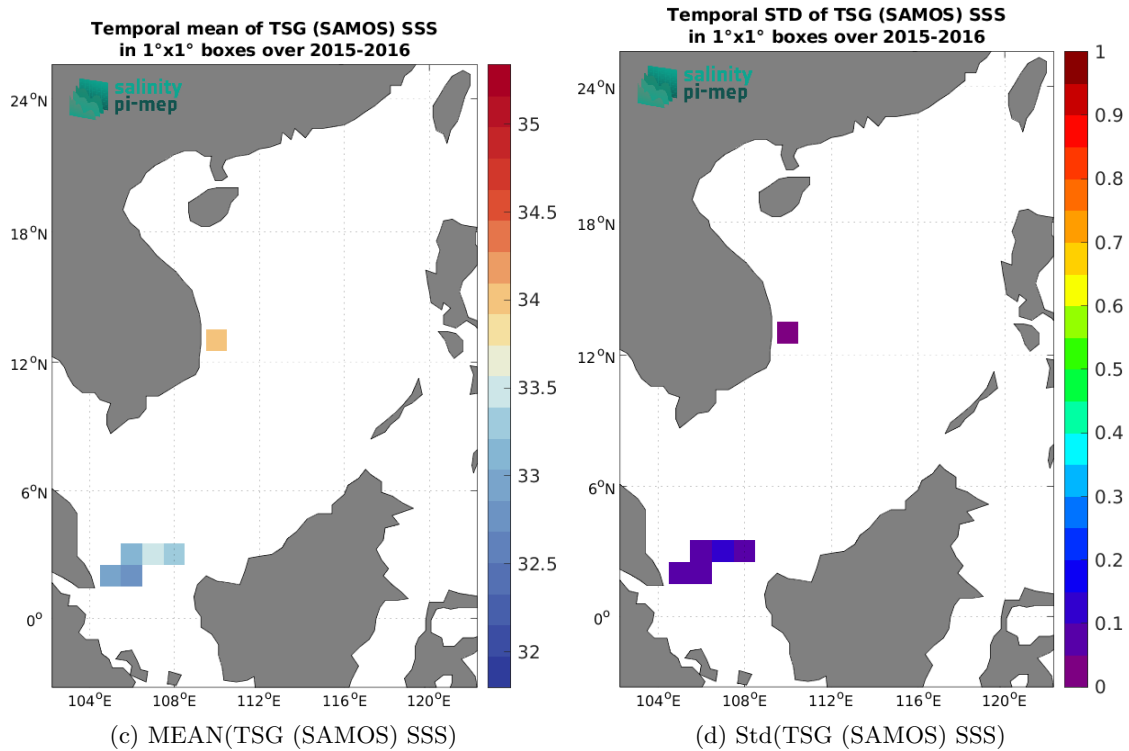 Temporal mean of TSG (SAMOS) SSS
in 1°x1° boxes over 2015-2016
salinity
pi-mep
24°N
18°N
12°N
6°N
0°
104°E
108°E
112°E
116°E
120°E
35
34.5
34
33.5
33
32.5
32
(c) MEAN(TSG (SAMOS) SSS)
Temporal STD of TSG (SAMOS) SSS
in 1°x1° boxes over 2015-2016
salinity
pi-mep
24°N
18°N
12°N
6°N
0°
104°E
108°E
112°E
116°E
120°E
1
0.9
0.8
0.7
0.6
0.5
0.4
0.3
0.2
0.1
0
(d) Std(TSG (SAMOS) SSS)